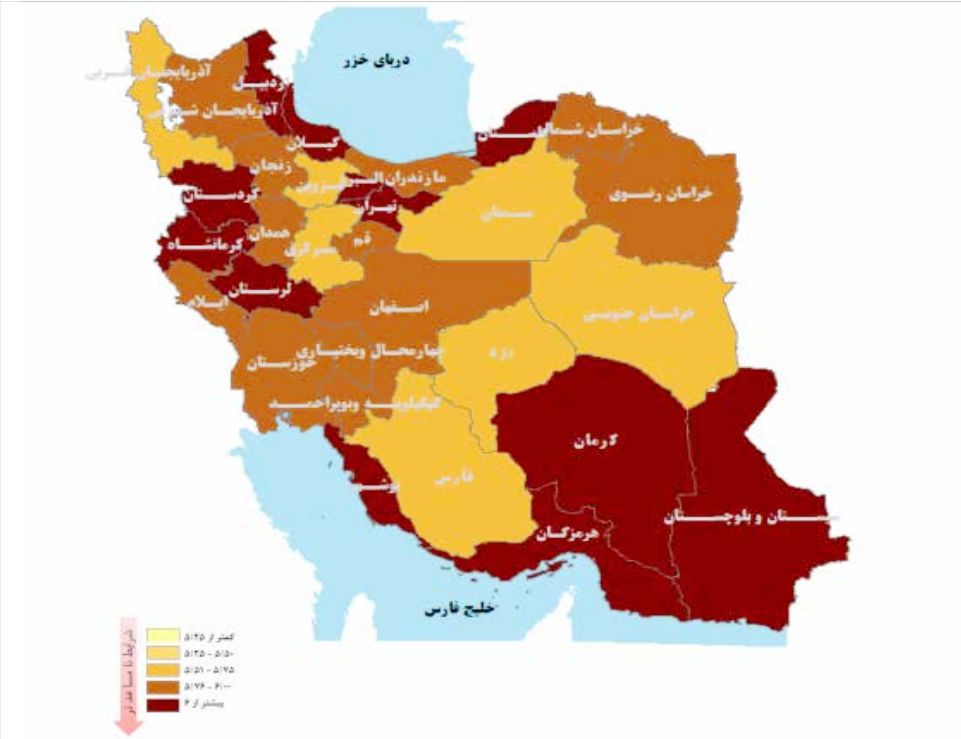 دریای خزر
آذربایجان غربی
اردبیل
آذربایجان شرقی
گیلان
گلستان
خراسان شمالی
زنجان
قزوین
البرز
مازندران
خراسان رضوی
کردستان
تهران
سمنان
همدان
قم
کرمانشاه
مرکزی
ایلام
لرستان
اصفهان
خراسان جنوبی
چهارمحال وبختیاری
خوزستان
یزد
کهکیلویه وبویراحمد
کرمان
فارس
بوشهر
سیستان و بلوچستان
هرمزگان
خلیج فارس
شرایط نامساعدتر
کمتر از ۵/۲۵
۵/۲۵ - ۵/۵۰
۵/۵۱ - ۵/۷۵
۵/۷۶ - ۶/۰۰
بیشتر از ۶